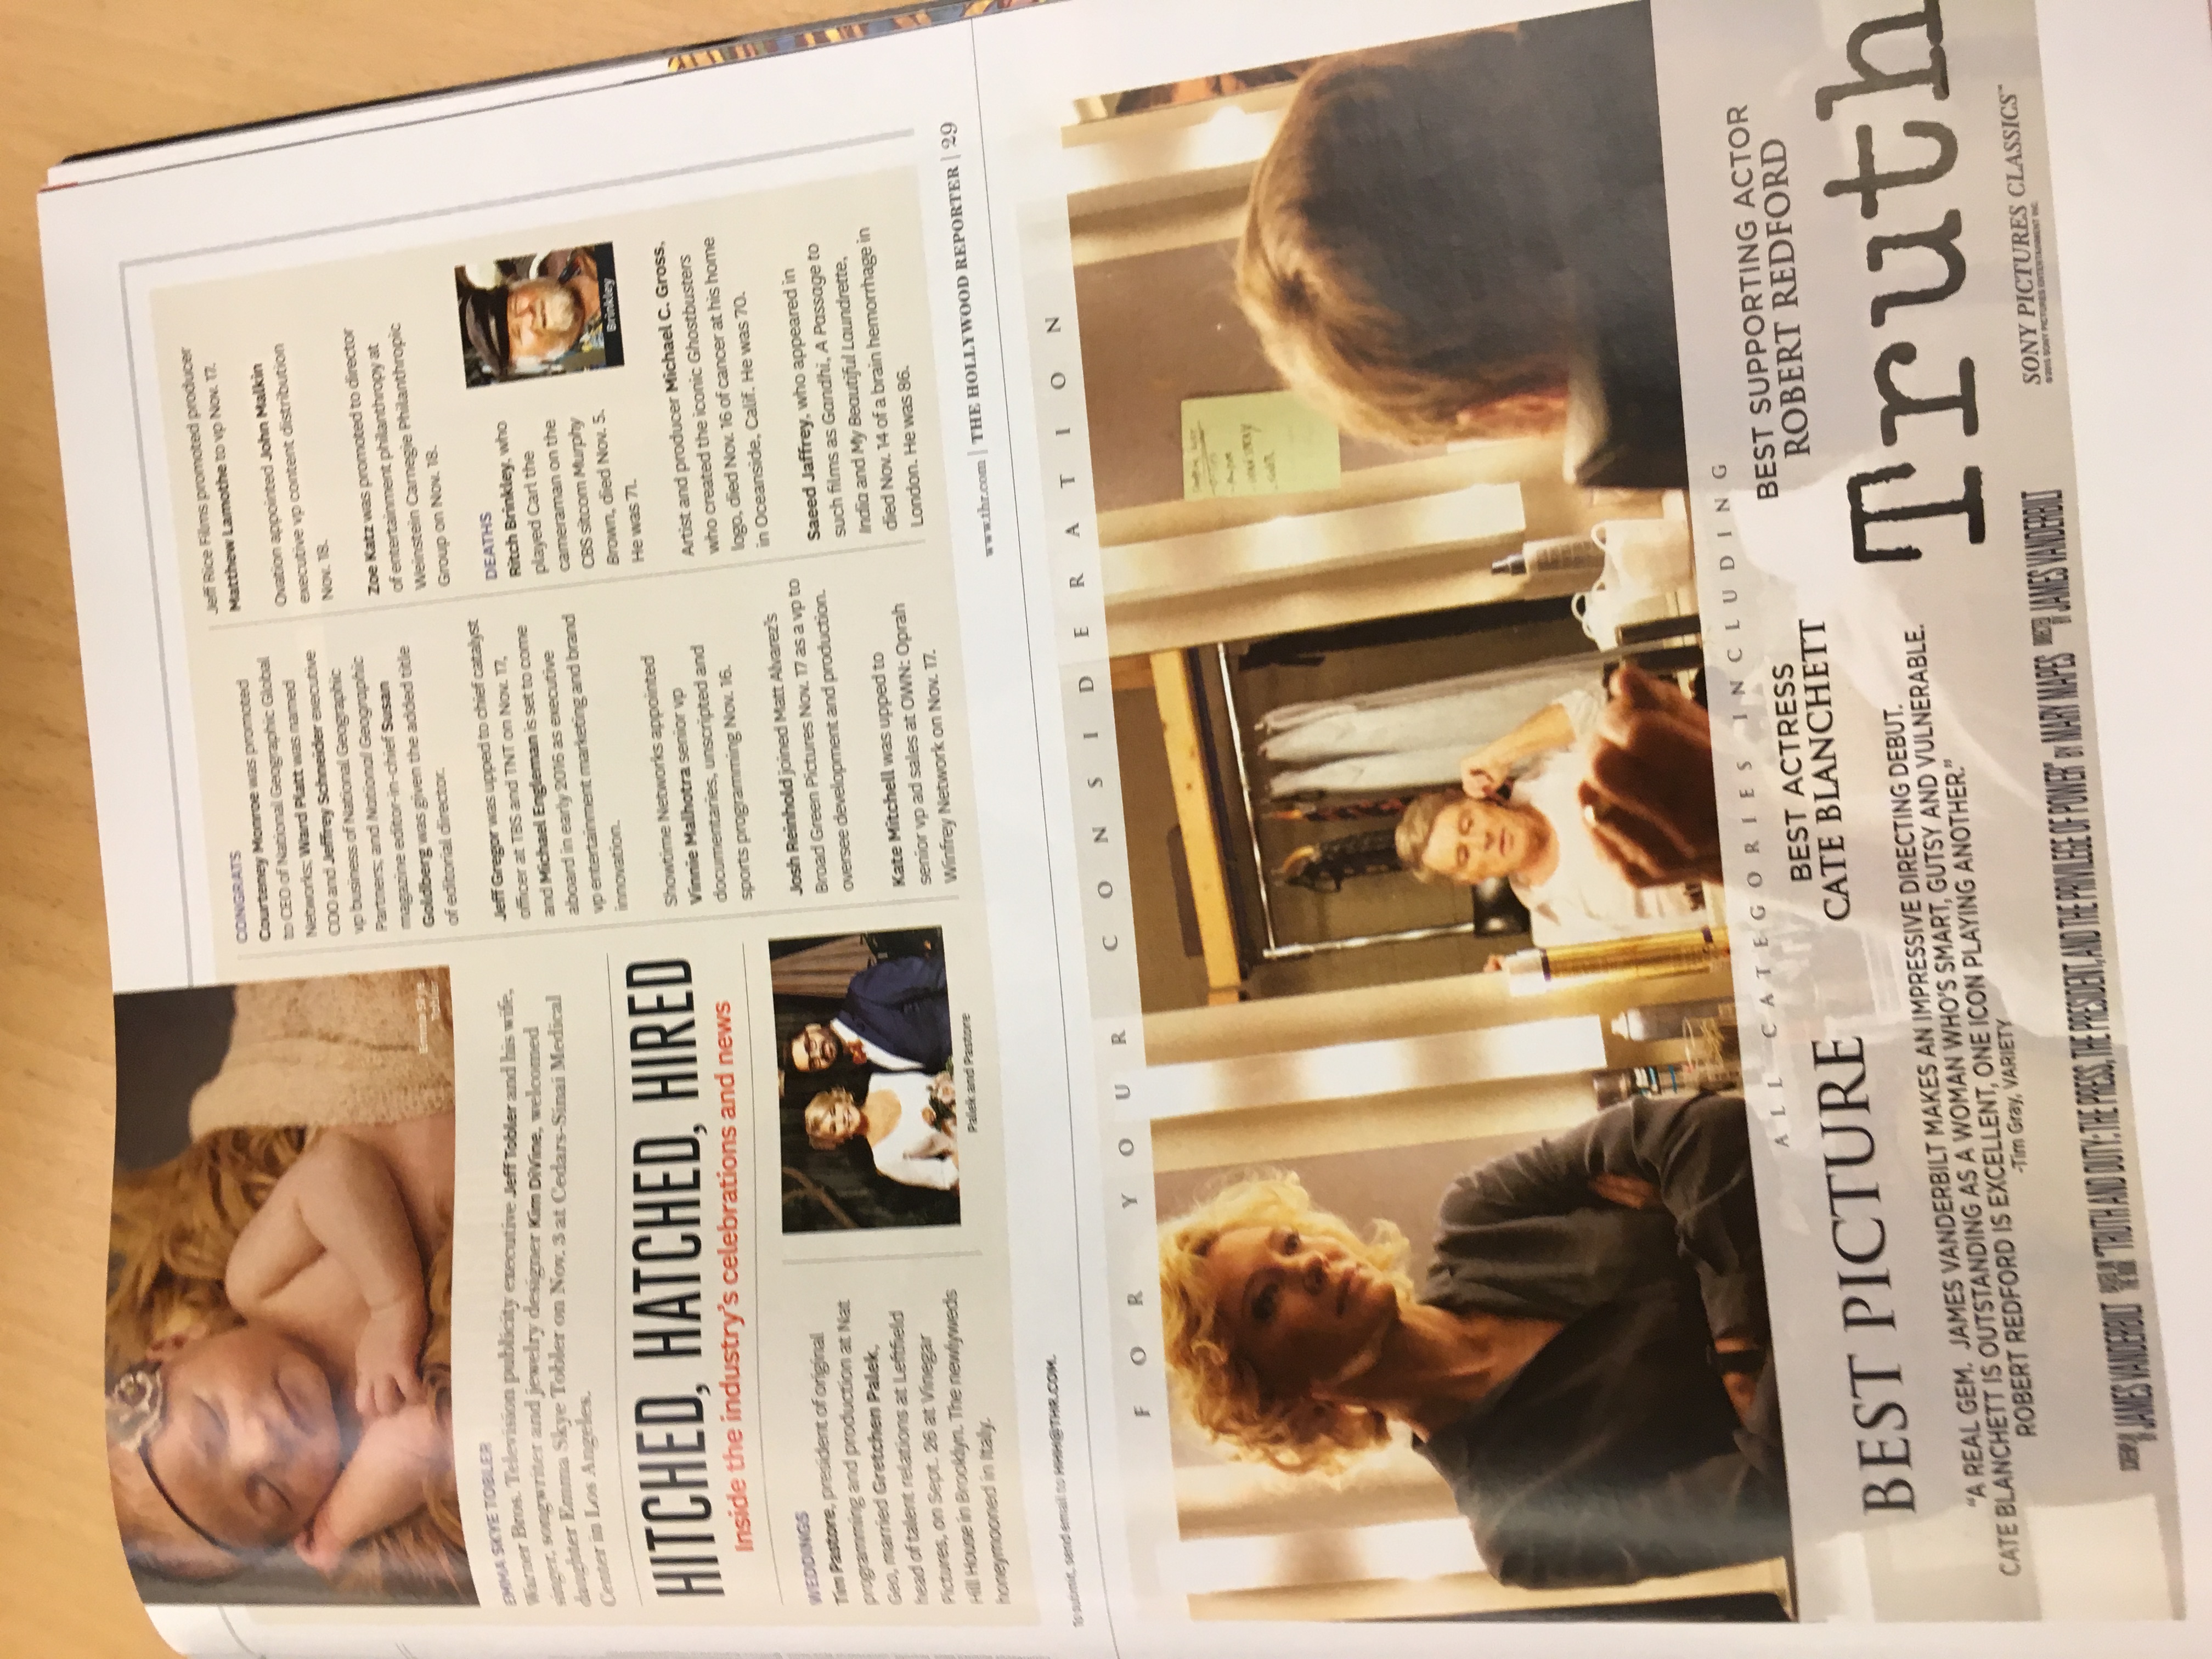 Emma Skye
Tobler
EMMA SKYE TOBLER
Warner Bros. Television publicity executive Jeff Tobler and his wife,
singer, songwriter and jewelry designer Kim DiVine, welcomed
daughter Emma Skye Tobler on Nov. 3 at Cedars-Sinai Medical
Center in Los Angeles.
HITCHED, HATCHED, HIRED
Inside the industry's celebrations and news
WEDDINGS
Tim Pastore, president of original
programming and production at Nat
Geo, married Gretchen Palek,
head of talent relations at Leftfield
Pictures, on Sept. 26 at Vinegar
Hill House in Brooklyn. The newlyweds
honeymooned in Italy.
Palek and Pastore
To submit, send email to HHH@THR.COM.
CONGRATS
Courteney Monroe was promoted
to CEO of National Geographic Global
Networks; Ward Platt was named
COO and Jeffrey Schneider executive
vp business of National Geographic
Partners; and National Geographic
magazine editor-in-chief Susan
Goldberg was given the added title
of editorial director.
Jeff Gregor was upped to chief catalyst
officer at TBS and TNT on Nov. 17,
and Michael Engleman is set to come
aboard in early 2016 as executive
vp entertainment marketing and brand
innovation.
Showtime Networks appointed
Vinnie Malhotra senior vp
documentaries, unscripted and
sports programming Nov. 16.
Josh Reinhold joined Matt Alvarez's
Broad Green Pictures Nov. 17 as a vp to
oversee development and production.
Kate Mitchell was upped to
senior vp ad sales at OWN: Oprah
Winfrey Network on Nov. 17.
Jeff Rice Films promoted producer
Matthew Lamothe to vp Nov. 17.
Ovation appointed John Malkin
executive vp content distribution
Nov. 18.
Zoe Katz was promoted to director
of entertainment philanthropy at
Weinstein Carnegie Philanthropic
Group on Nov. 18.
DEATHS
Ritch Brinkley, who
played Carl the
cameraman on the
CBS sitcom Murphy
Brown, died Nov. 5.
He was 71.
Brinkley
Artist and producer Michael C. Gross,
who created the iconic Ghostbusters
logo, died Nov. 16 of cancer at his home
in Oceanside, Calif. He was 70.
Saeed Jaffrey, who appeared in
such films as Gandhi, A Passage to
India and My Beautiful Laundrette,
died Nov. 14 of a brain hemorrhage in
London. He was 86.
www.thr.com | THE HOLLYWOOD REPORTER | 29
FOR YOUR CONSIDERATION
ALL CATEGORIES INCLUDING
BEST PICTURE
BEST ACTRESS
CATE BLANCHETT
BEST SUPPORTING ACTOR
ROBERT REDFORD
"A REAL GEM. JAMES VANDERBILT MAKES AN IMPRESSIVE DIRECTING DEBUT.
CATE BLANCHETT IS OUTSTANDING AS A WOMAN WHO'S SMART, GUTSY AND VULNERABLE.
ROBERT REDFORD IS EXCELLENT, ONE ICON PLAYING ANOTHER."
-Tim Gray, VARIETY
Truth
SONY PICTURES CLASSICS™
©2015 SONY PICTURES ENTERTAINMENT INC.
SCREENPLAY BY JAMES VANDERBILT BASED ON THE BOOK "TRUTH AND DUTY: THE PRESS, THE PRESIDENT, AND THE PRIVILEGE OF POWER" BY MARY MAPES DIRECTED BY JAMES VANDERBILT